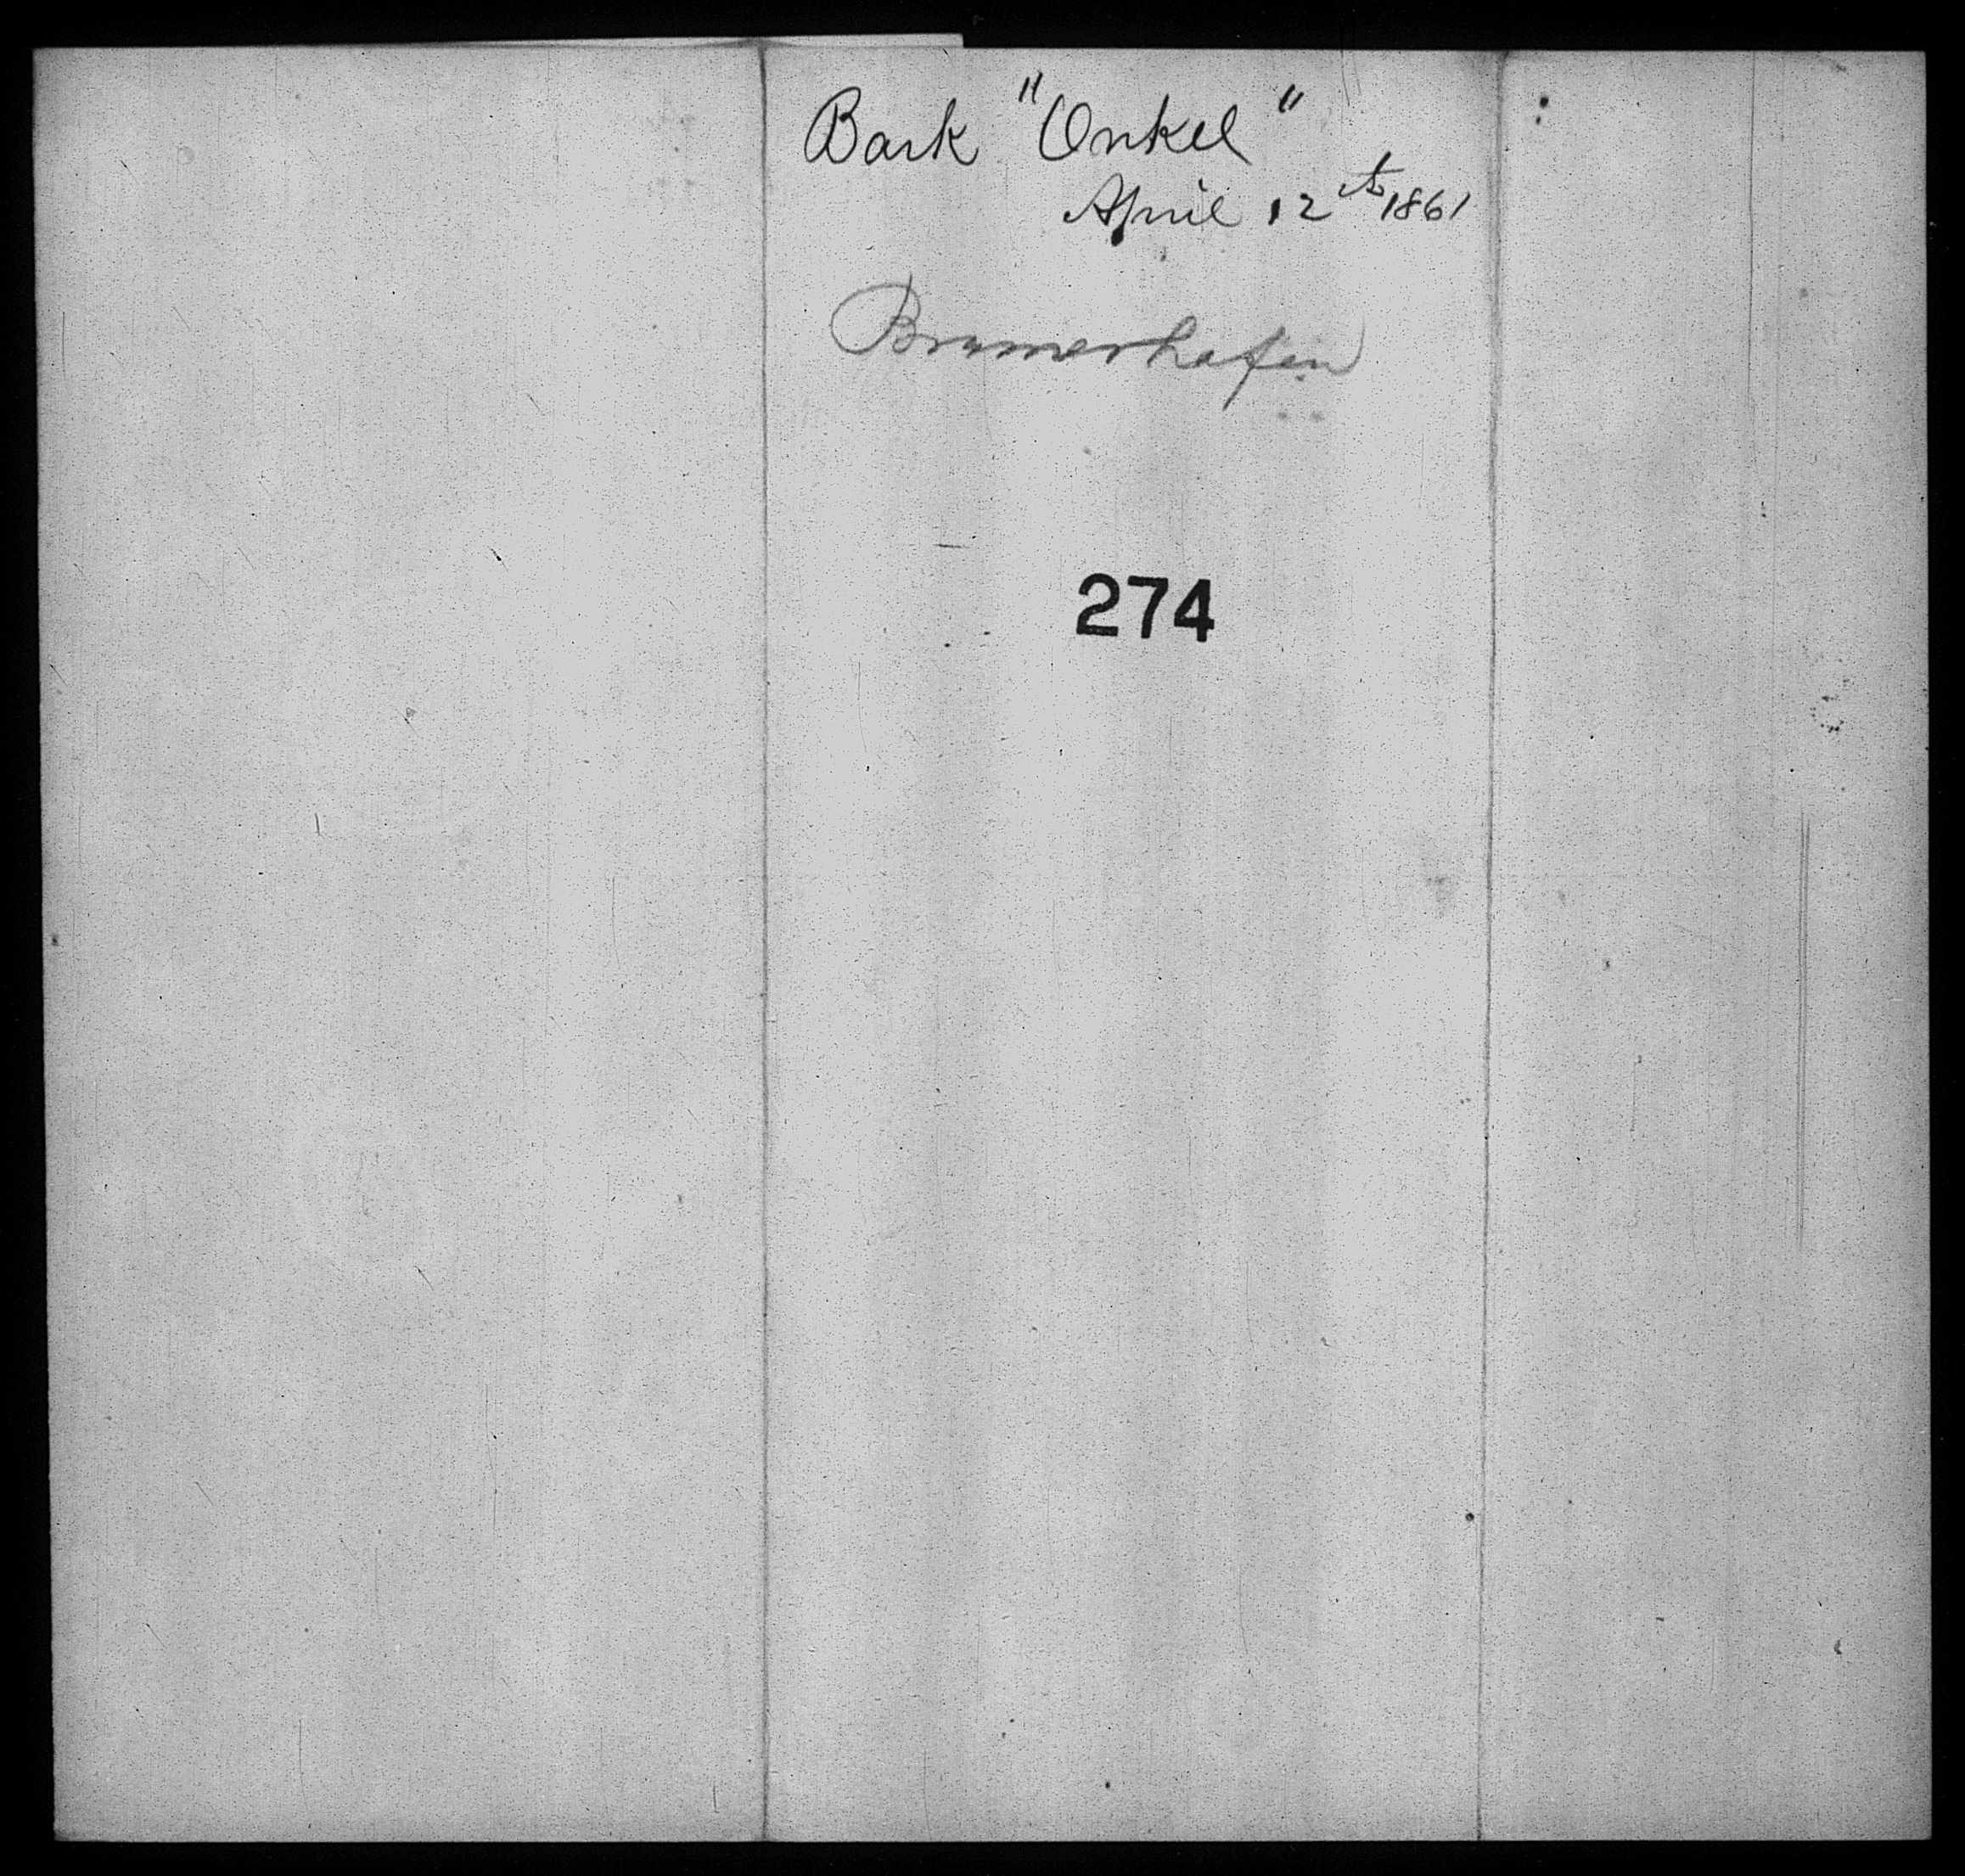 Bark "Onkel"
April 12th 1861
Bremerhafen
274